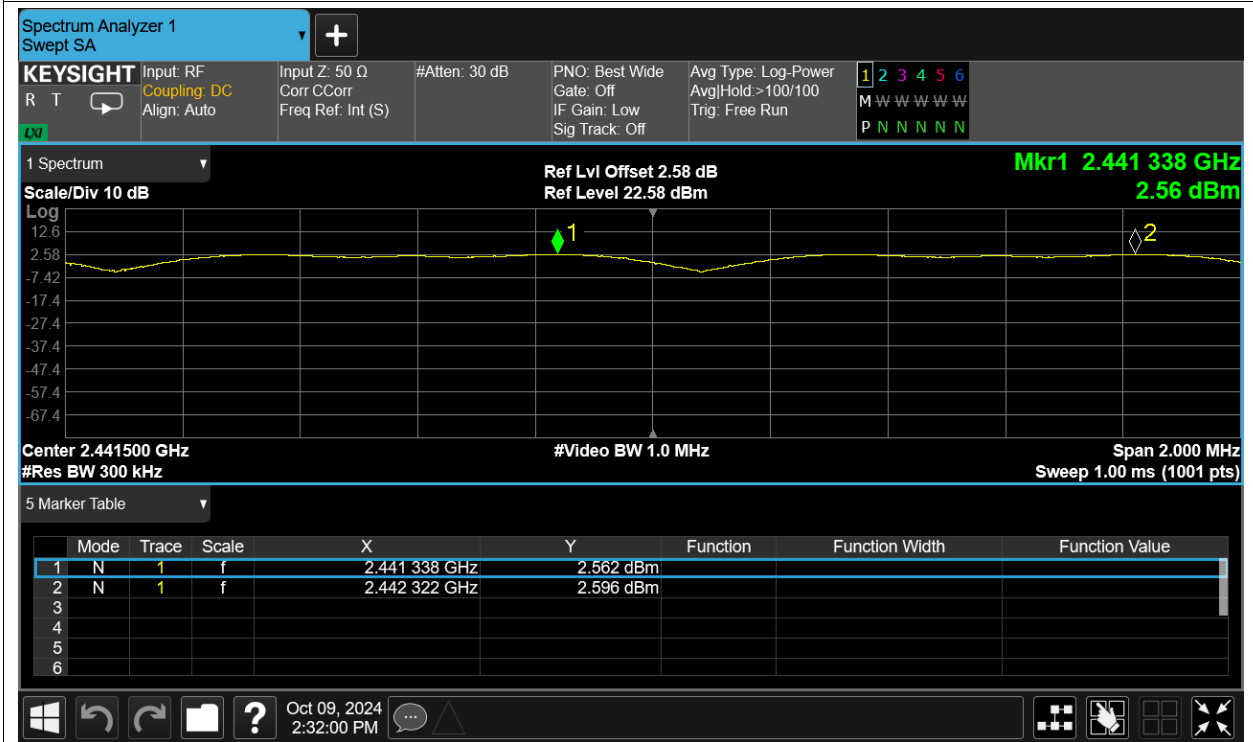 Spectrum Analyzer 1
Swept SA
+
KEYSIGHT
R T
LXI
Input: RF
Coupling: DC
Align: Auto
Input Z: 50 Ω
Corr CCorr
Freq Ref: Int (S)
#Atten: 30 dB
PNO: Best Wide
Gate: Off
IF Gain: Low
Sig Track: Off
Avg Type: Log-Power
Avg|Hold:>100/100
Trig: Free Run
1 2 3 4 5 6
M W W W W W
P N N N N N
1 Spectrum
Scale/Div 10 dB
Ref Lvl Offset 2.58 dB
Ref Level 22.58 dBm
Mkr1 2.441 338 GHz
2.56 dBm
Log
12.6
2.58
-7.42
-17.4
-27.4
-37.4
-47.4
-57.4
-67.4
1
2
Center 2.441500 GHz
#Res BW 300 kHz
#Video BW 1.0 MHz
Span 2.000 MHz
Sweep 1.00 ms (1001 pts)
5 Marker Table
Mode Trace Scale X Y Function Function Width Function Value
1 N 1 f 2.441 338 GHz 2.562 dBm
2 N 1 f 2.442 322 GHz 2.596 dBm
3
4
5
6
?
Oct 09, 2024
2:32:00 PM